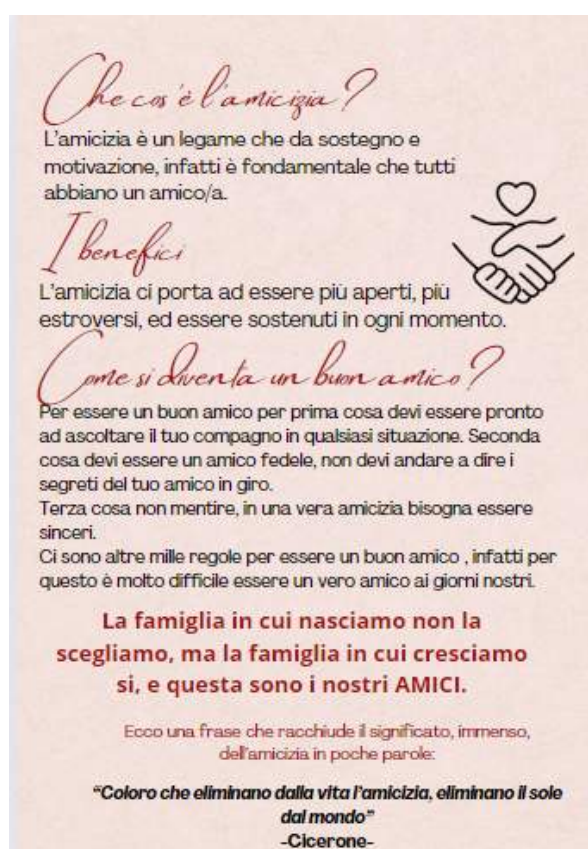 Che cos'è l'amicizia?
L'amicizia è un legame che da sostegno e
motivazione, infatti è fondamentale che tutti
abbiano un amico/a.
I benefici
L'amicizia ci porta ad essere più aperti, più
estroversi, ed essere sostenuti in ogni momento.
Come si diventa un buon amico?
Per essere un buon amico per prima cosa devi essere pronto
ad ascoltare il tuo compagno in qualsiasi situazione. Seconda
cosa devi essere un amico fedele, non devi andare a dire i
segreti del tuo amico in giro.
Terza cosa non mentire, in una vera amicizia bisogna essere
sinceri.
Ci sono altre mille regole per essere un buon amico , infatti per
questo è molto difficile essere un vero amico ai giorni nostri.
La famiglia in cui nasciamo non la
scegliamo, ma la famiglia in cui cresciamo
si, e questa sono i nostri AMICI.
Ecco una frase che racchiude il significato, immenso,
dell'amicizia in poche parole:
“Coloro che eliminano dalla vita l'amicizia, eliminano il sole
dal mondo”
-Cicerone-